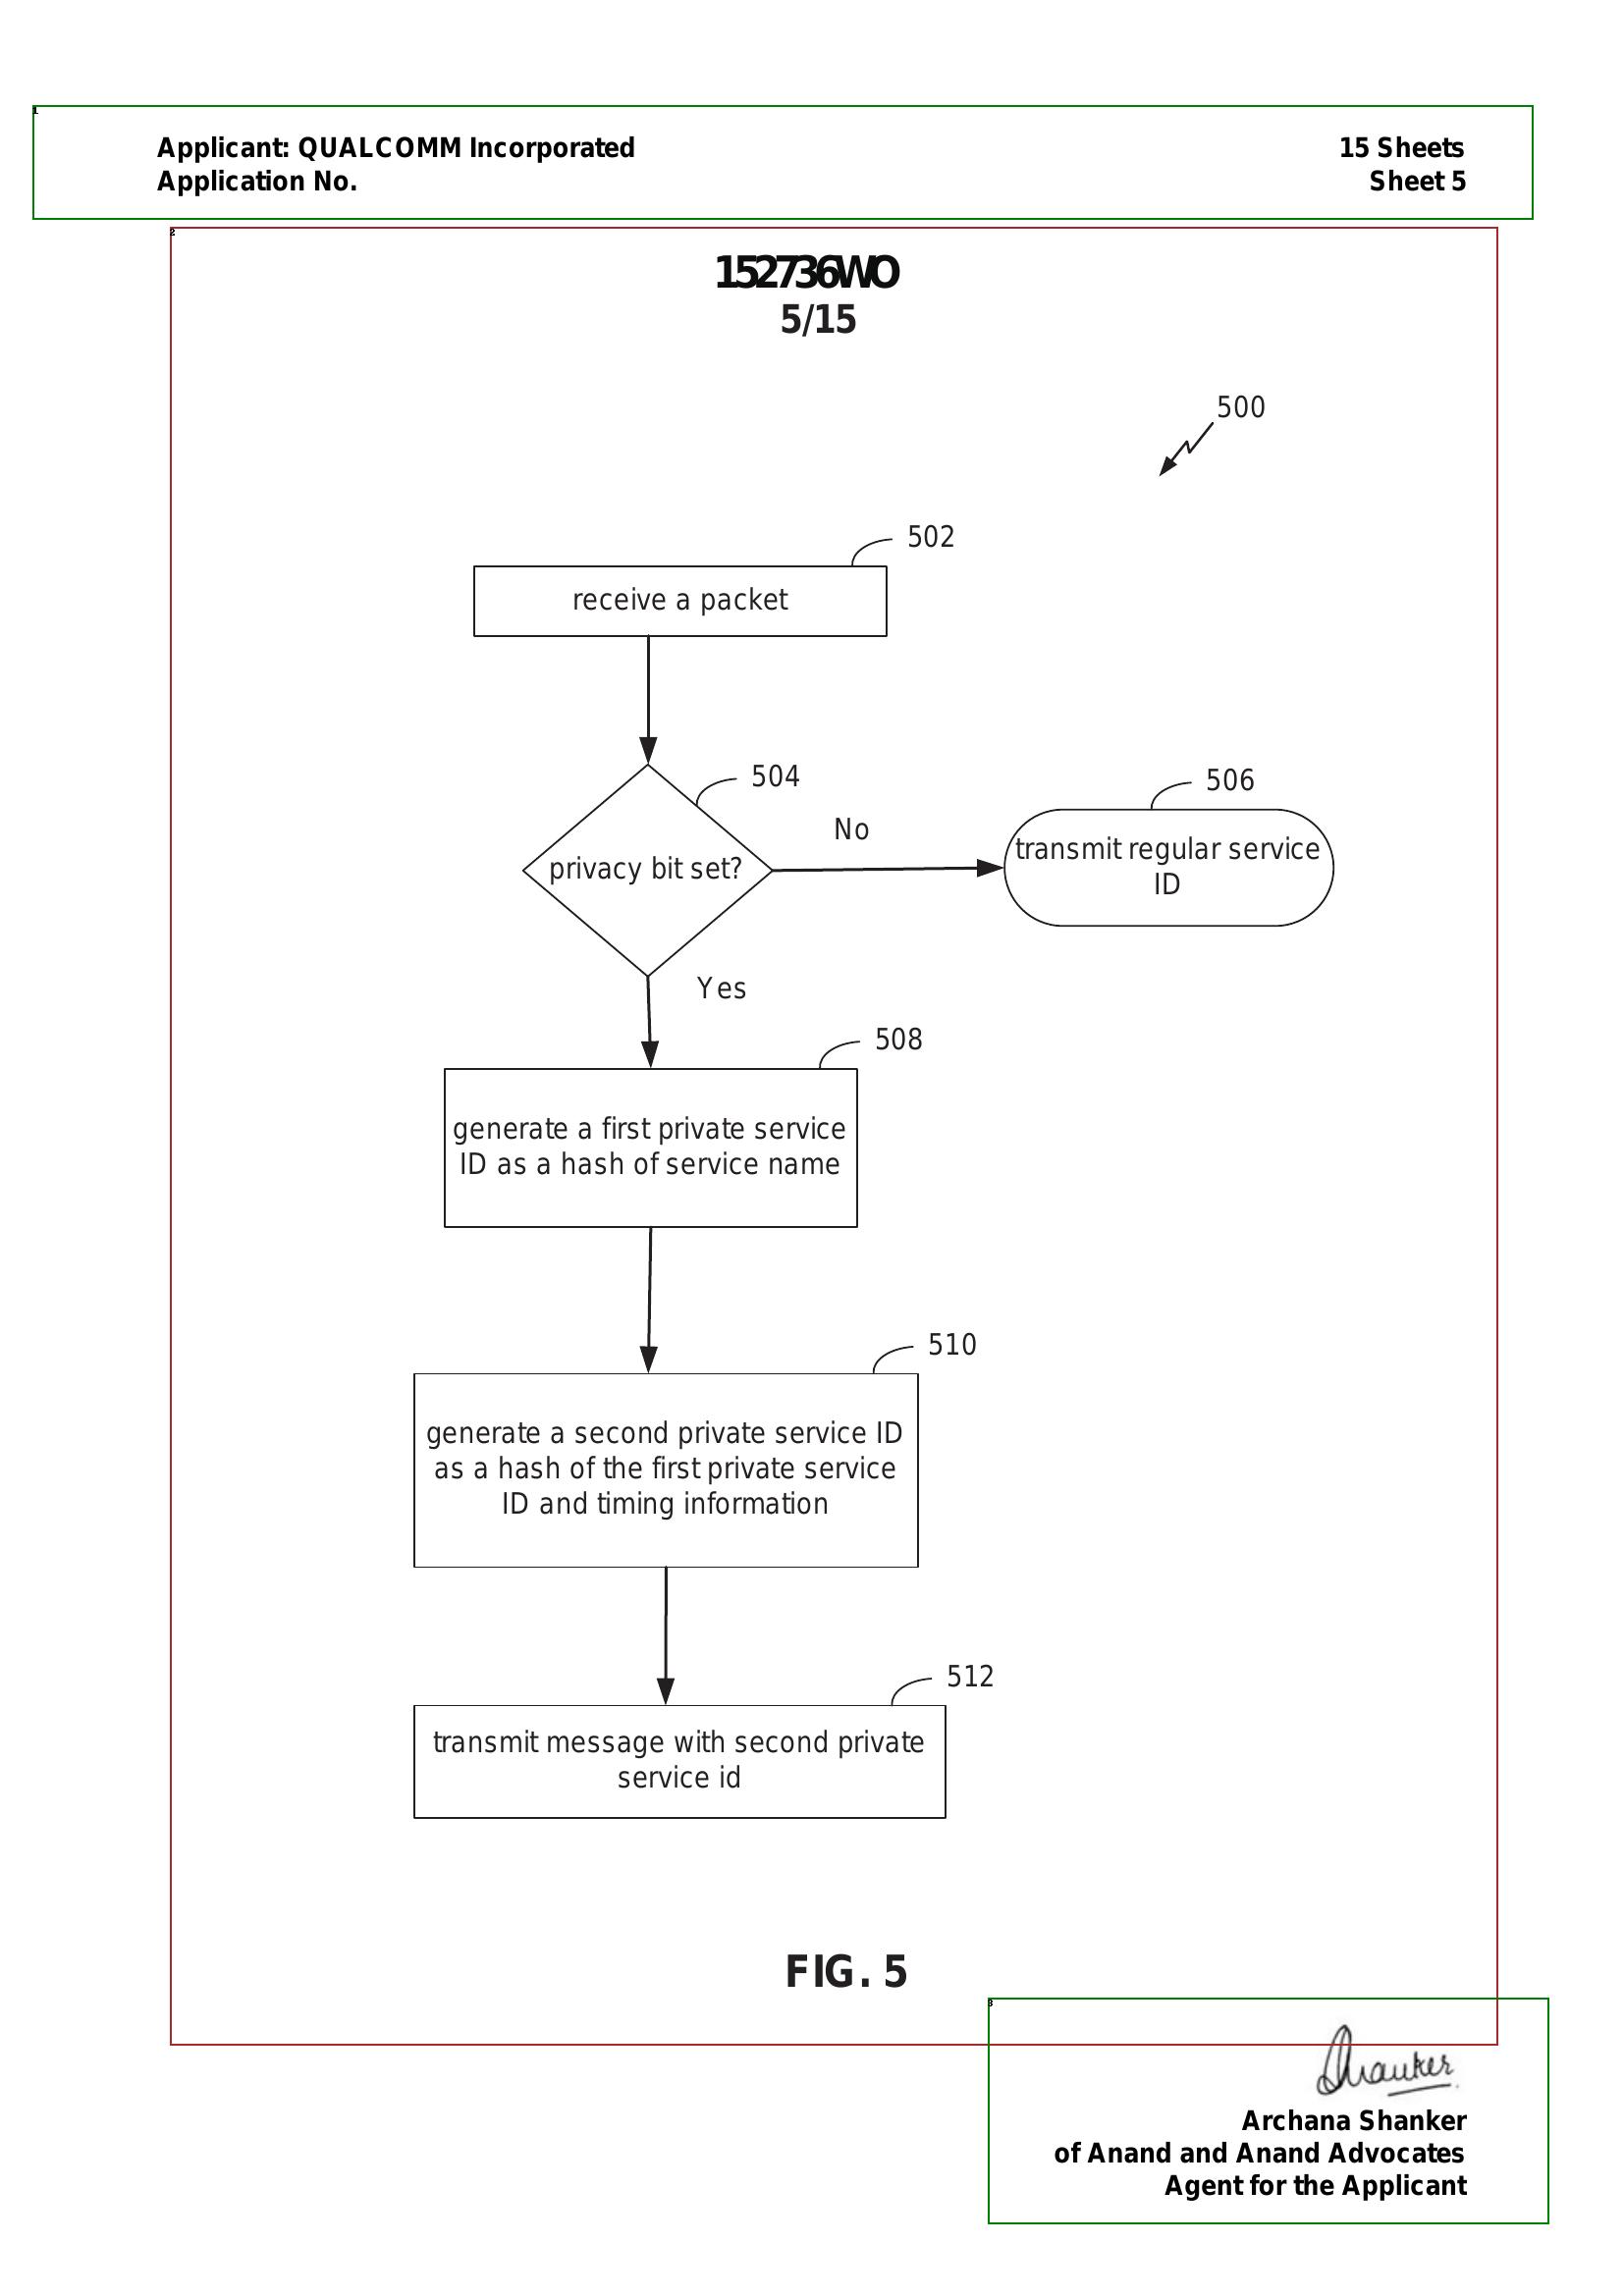 1
Applicant: QUALCOMM Incorporated
15 Sheets
Application No.
Sheet 5
2
152736WO
5/15
500
502
receive a packet
504
506
No
privacy bit set?
transmit regular service
ID
Yes
508
generate a first private service
ID as a hash of service name
510
generate a second private service ID
as a hash of the first private service
ID and timing information
512
transmit message with second private
service id
FIG. 5
3
Shanker
Archana Shanker
of Anand and Anand Advocates
Agent for the Applicant